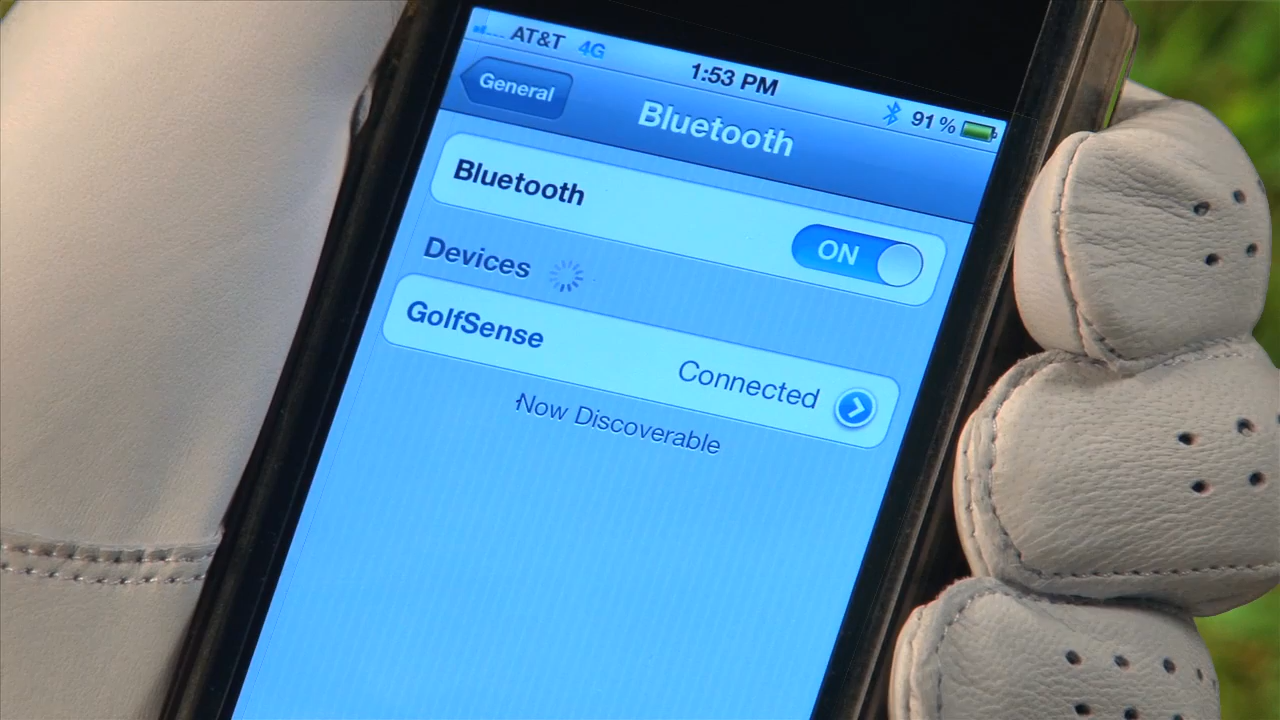 AT&T 4G 1:53 PM 91%
General Bluetooth
Bluetooth ON
Devices
GolfSense Connected
Now Discoverable